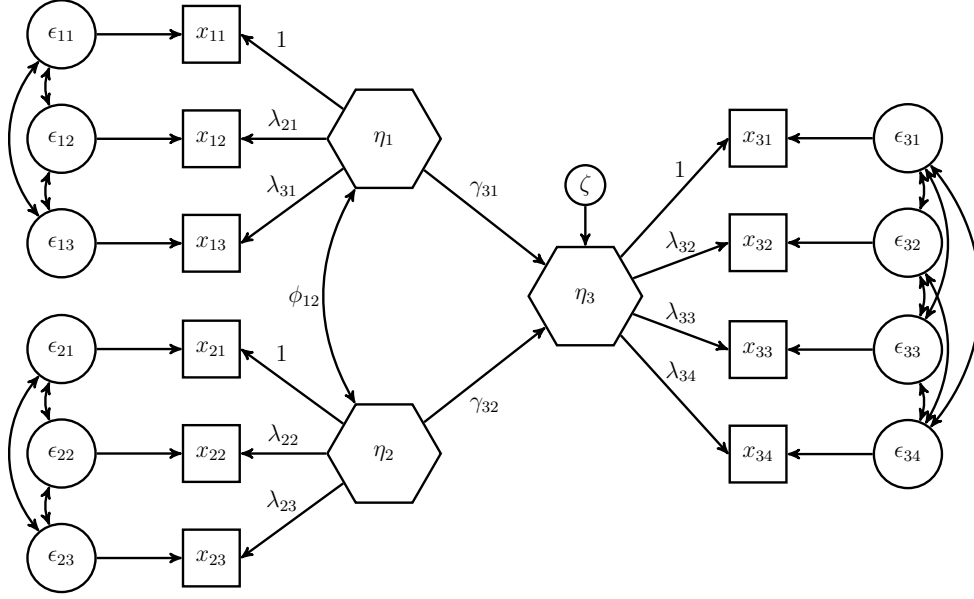 ϵ₁₁ x₁₁ 1
ϵ₁₂ x₁₂ λ₂₁ η₁
ϵ₁₃ x₁₃ λ₃₁
ϕ₁₂
ϵ₂₁ x₂₁ 1
ϵ₂₂ x₂₂ λ₂₂ η₂
ϵ₂₃ x₂₃ λ₂₃
γ₃₁
γ₃₂
ζ
η₃
1 x₃₁ ϵ₃₁
λ₃₂ x₃₂ ϵ₃₂
λ₃₃ x₃₃ ϵ₃₃
λ₃₄ x₃₄ ϵ₃₄